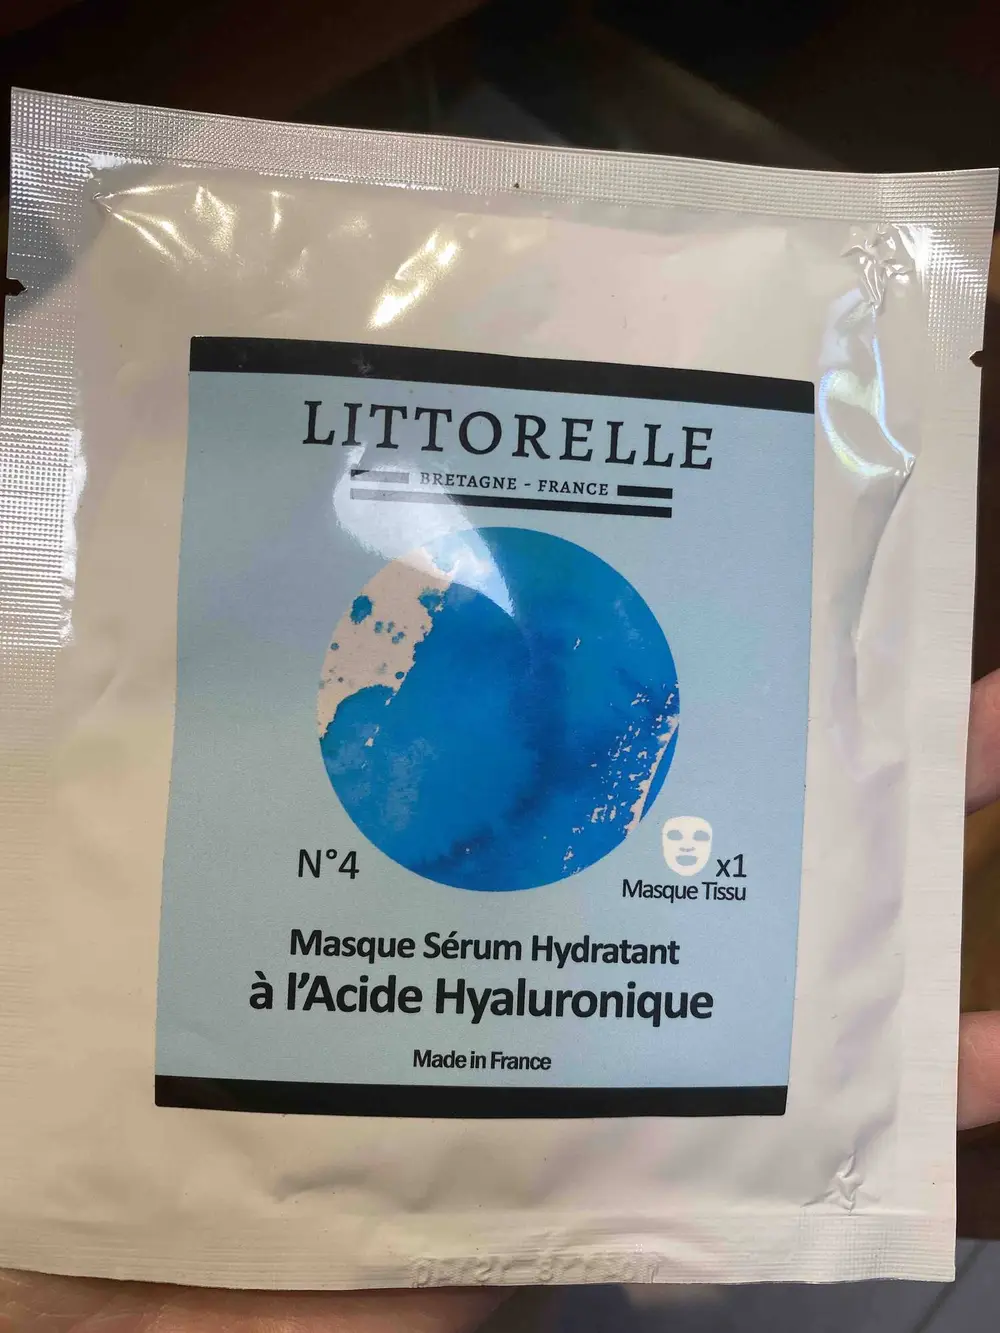 LITTORELLE
BRETAGNE - FRANCE
N°4
x1
Masque Tissu
Masque Sérum Hydratant
à l'Acide Hyaluronique
Made in France